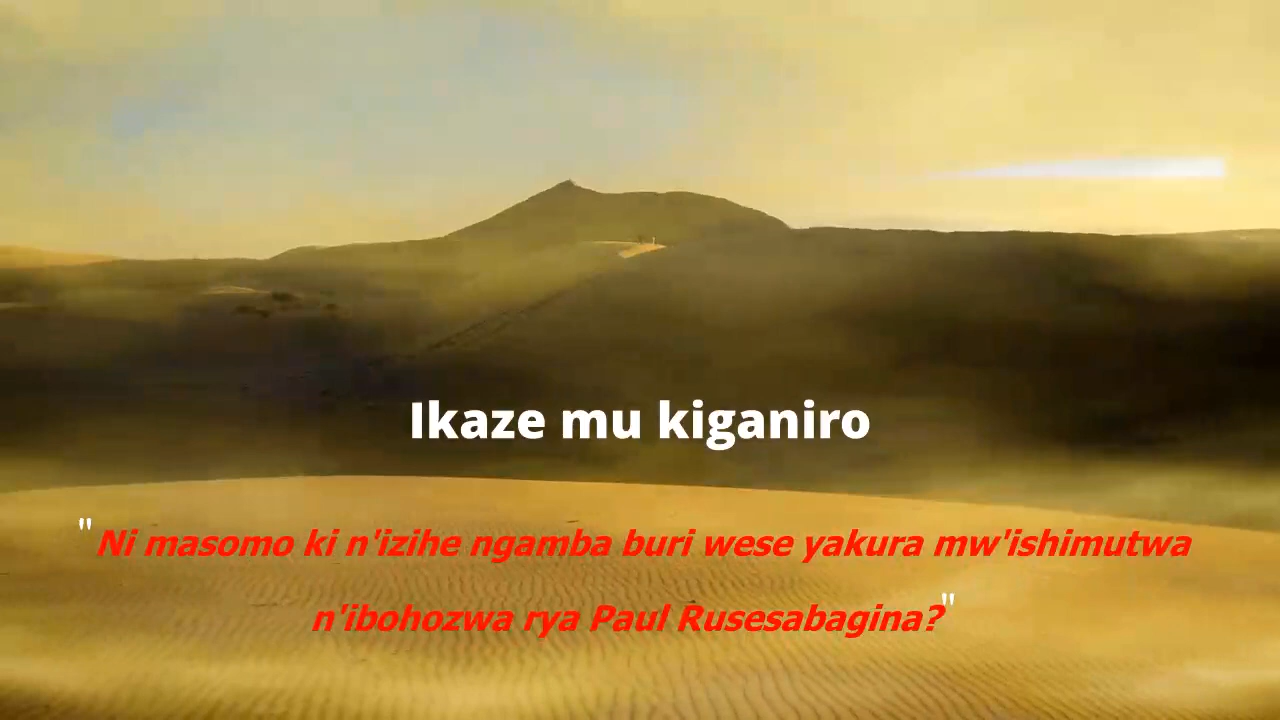 Ikaze mu kiganiro
"Ni masomo ki n'izihe ngamba buri wese yakura mw'ishimutwa
n'ibohozwa rya Paul Rusesabagina?"